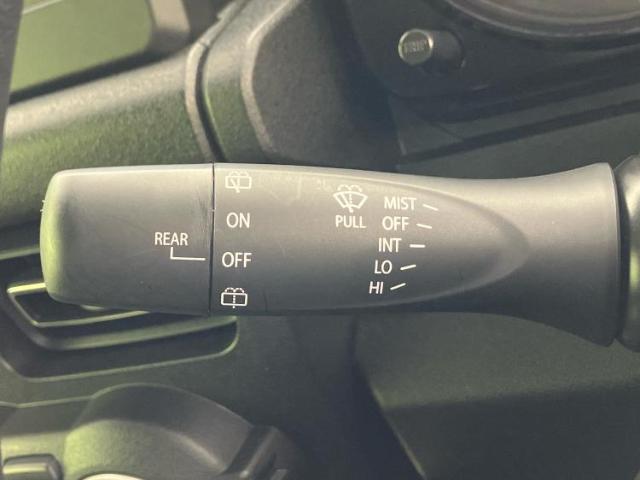 REAR
ON
OFF
PULL
MIST
OFF
INT
LO
HI